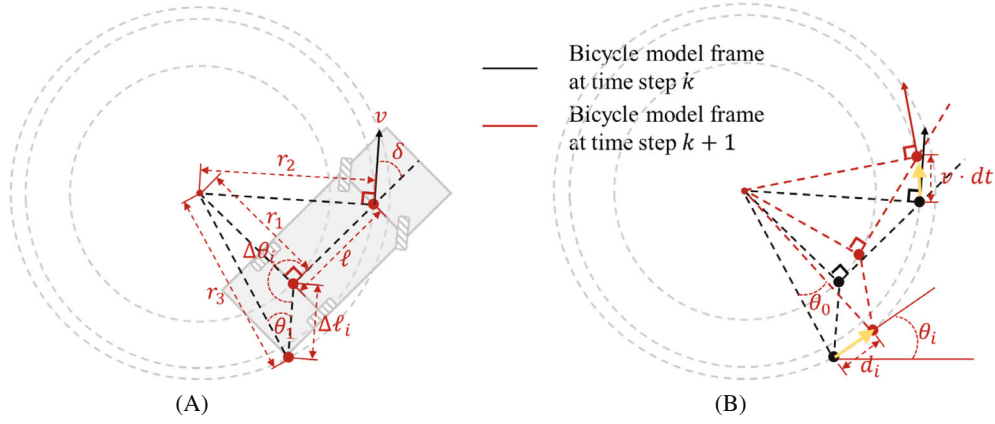 v
δ
r₂
r₁
Δθᵢ
ℓ
r₃
θ₁
Δℓᵢ
(A)
Bicycle model frame
at time step k
Bicycle model frame
at time step k + 1
v · dt
θ₀
θᵢ
dᵢ
(B)